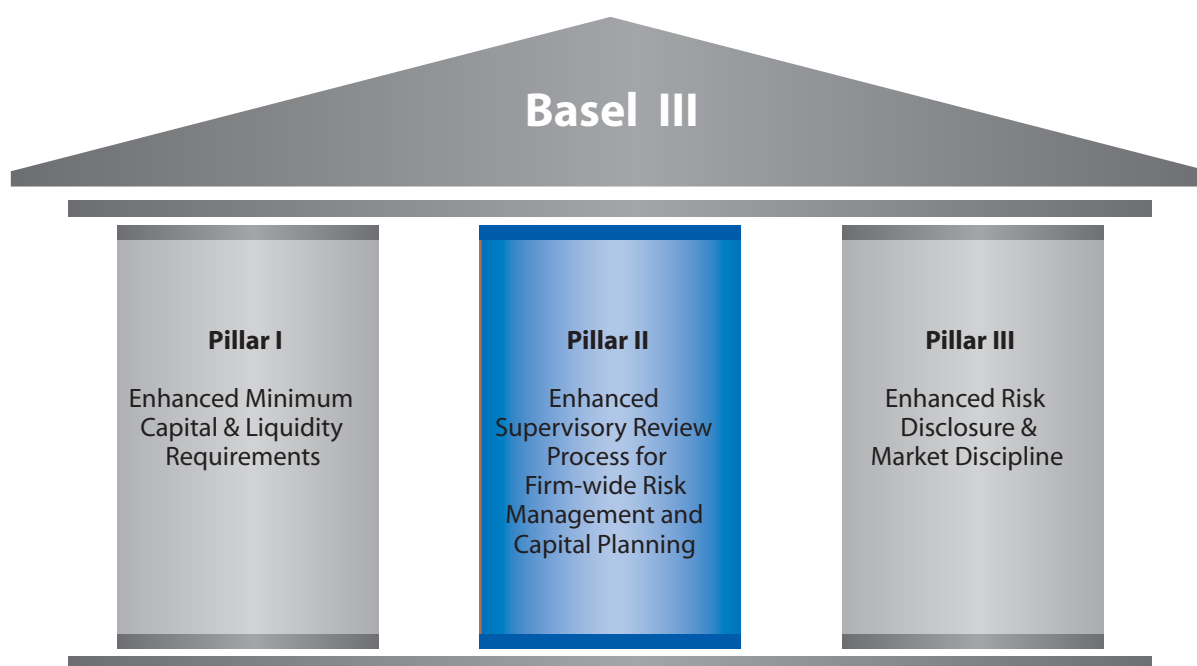 Basel III
Pillar I
Enhanced Minimum
Capital & Liquidity
Requirements
Pillar II
Enhanced
Supervisory Review
Process for
Firm-wide Risk
Management and
Capital Planning
Pillar III
Enhanced Risk
Disclosure &
Market Discipline